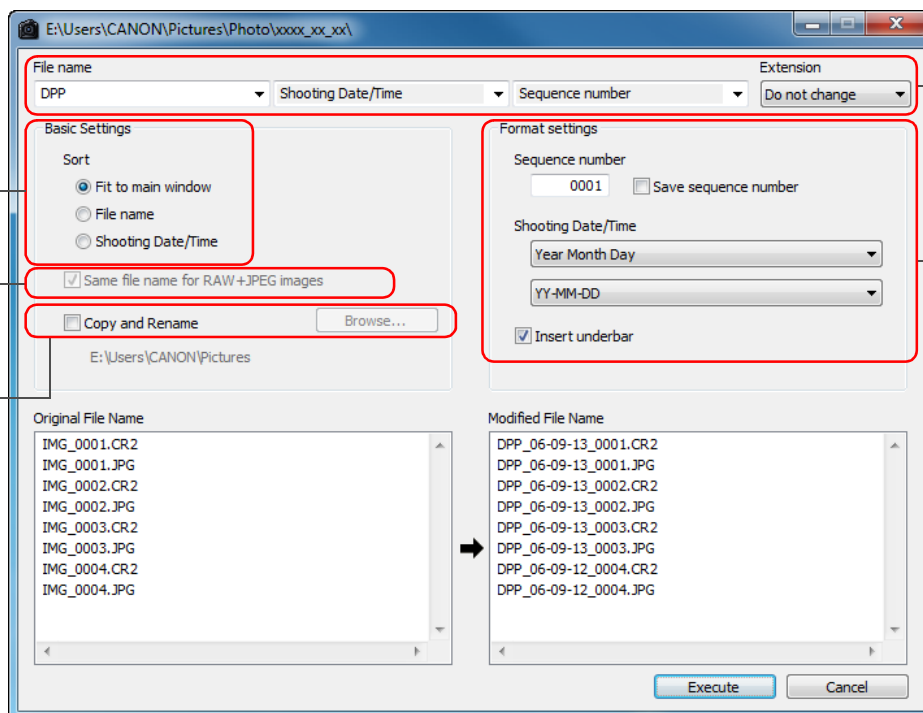 E:\Users\CANON\Pictures\Photo\xxxx_xx_xx\
File name
Extension
DPP
Shooting Date/Time
Sequence number
Do not change
Basic Settings
Sort
Fit to main window
File name
Shooting Date/Time
Same file name for RAW+JPEG images
Copy and Rename
Browse...
E:\Users\CANON\Pictures
Format settings
Sequence number
0001
Save sequence number
Shooting Date/Time
Year Month Day
YY-MM-DD
Insert underbar
Original File Name
IMG_0001.CR2
IMG_0001.JPG
IMG_0002.CR2
IMG_0002.JPG
IMG_0003.CR2
IMG_0003.JPG
IMG_0004.CR2
IMG_0004.JPG
Modified File Name
DPP_06-09-13_0001.CR2
DPP_06-09-13_0001.JPG
DPP_06-09-13_0002.CR2
DPP_06-09-13_0002.JPG
DPP_06-09-13_0003.CR2
DPP_06-09-13_0003.JPG
DPP_06-09-12_0004.CR2
DPP_06-09-12_0004.JPG
Execute
Cancel